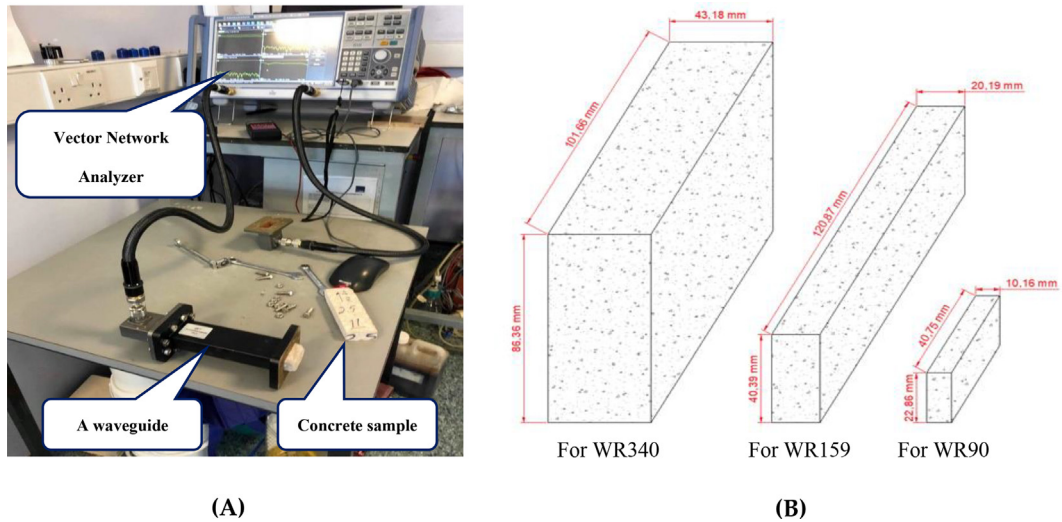 Vector Network
Analyzer
A waveguide
Concrete sample
(A)
43,18 mm
101,66 mm
86,36 mm
For WR340
20,19 mm
120,87 mm
40,39 mm
For WR159
10,16 mm
40,75 mm
22,86 mm
For WR90
(B)